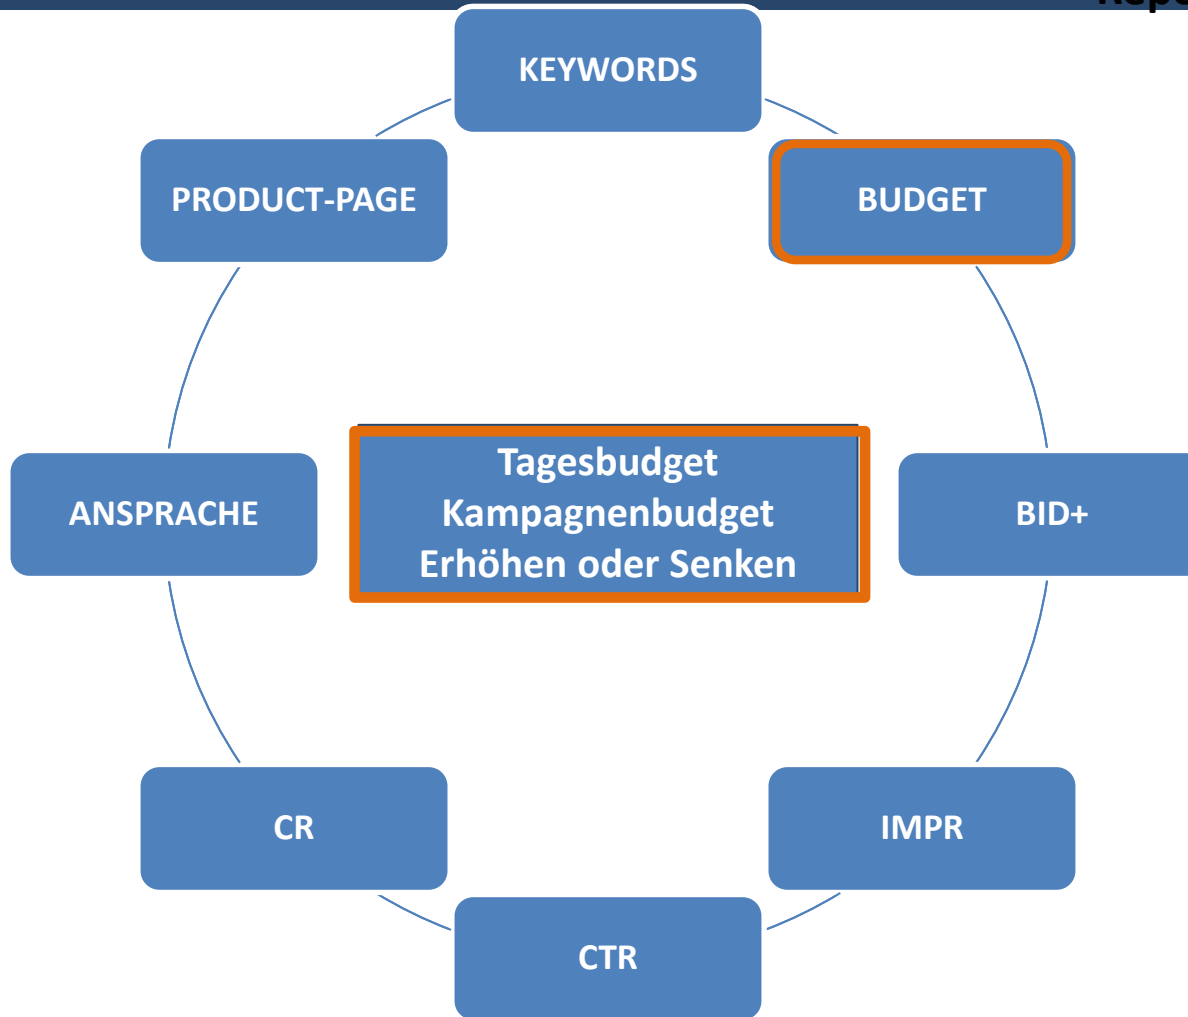 KEYWORDS
PRODUCT-PAGE
BUDGET
Tagesbudget
Kampagnenbudget
Erhöhen oder Senken
ANSPRACHE
BID+
CR
IMPR
CTR